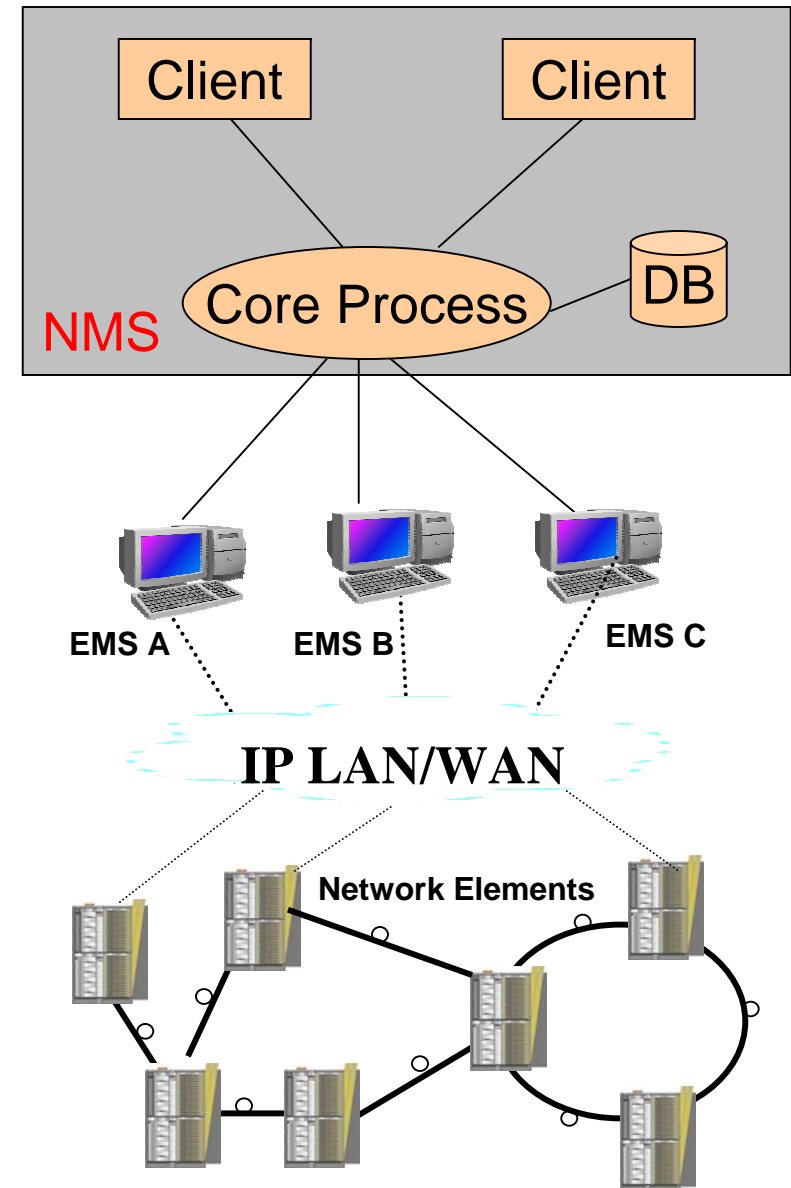 Client
Client
Core Process
DB
NMS
EMS A
EMS B
EMS C
IP LAN/WAN
Network Elements